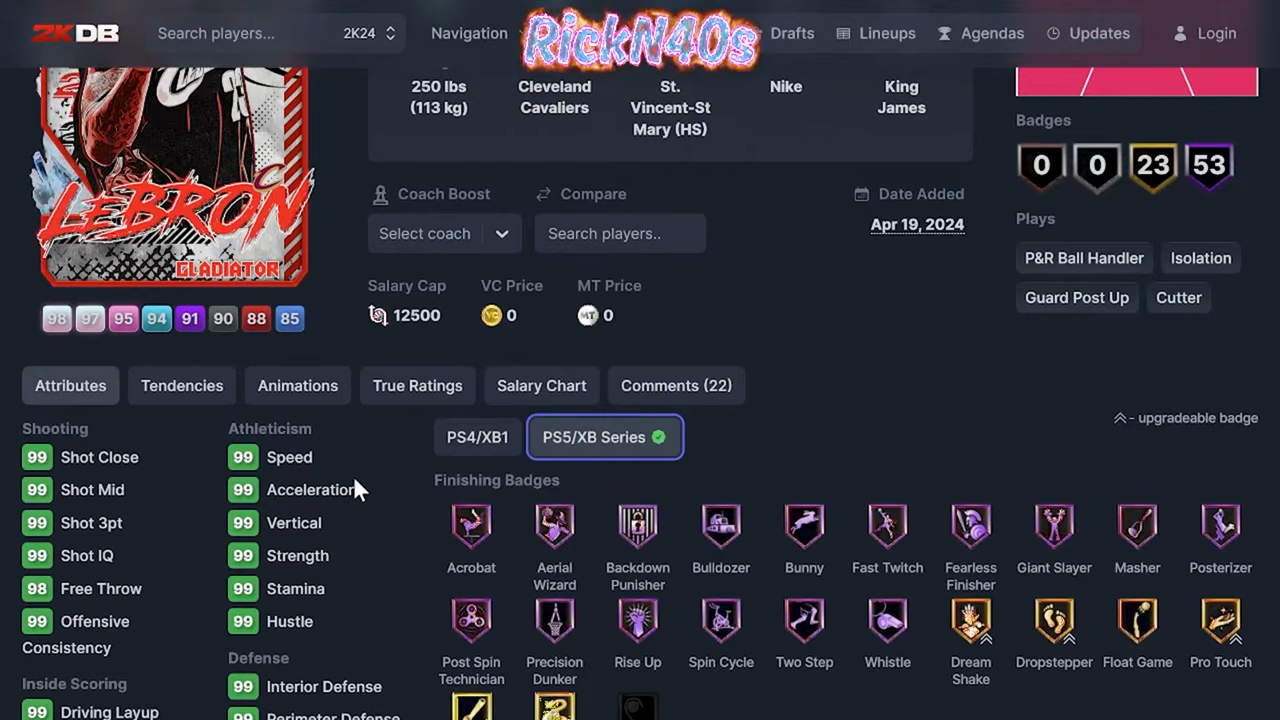 2KDB
Search players...
2K24
Navigation
RickN40s
Drafts
Lineups
Agendas
Updates
Login
250 lbs
(113 kg)
Cleveland
Cavaliers
St.
Vincent-St
Mary (HS)
Nike
King
James
LEBRON
GLADIATOR
98 97 95 94 91 90 88 85
Coach Boost
Select coach
Compare
Search players..
Date Added
Apr 19, 2024
Salary Cap
12500
VC Price
VC 0
MT Price
MT 0
Badges
0 0 23 53
Plays
P&R Ball Handler
Isolation
Guard Post Up
Cutter
Attributes
Tendencies
Animations
True Ratings
Salary Chart
Comments (22)
Shooting
99 Shot Close
99 Shot Mid
99 Shot 3pt
99 Shot IQ
98 Free Throw
99 Offensive
Consistency
Inside Scoring
99 Driving Layup
Athleticism
99 Speed
99 Acceleration
99 Vertical
99 Strength
99 Stamina
99 Hustle
Defense
99 Interior Defense
99 Perimeter Defense
PS4/XB1
PS5/XB Series
- upgradeable badge
Finishing Badges
Acrobat
Aerial
Wizard
Backdown
Punisher
Bulldozer
Bunny
Fast Twitch
Fearless
Finisher
Giant Slayer
Masher
Posterizer
Post Spin
Technician
Precision
Dunker
Rise Up
Spin Cycle
Two Step
Whistle
Dream
Shake
Dropstepper
Float Game
Pro Touch